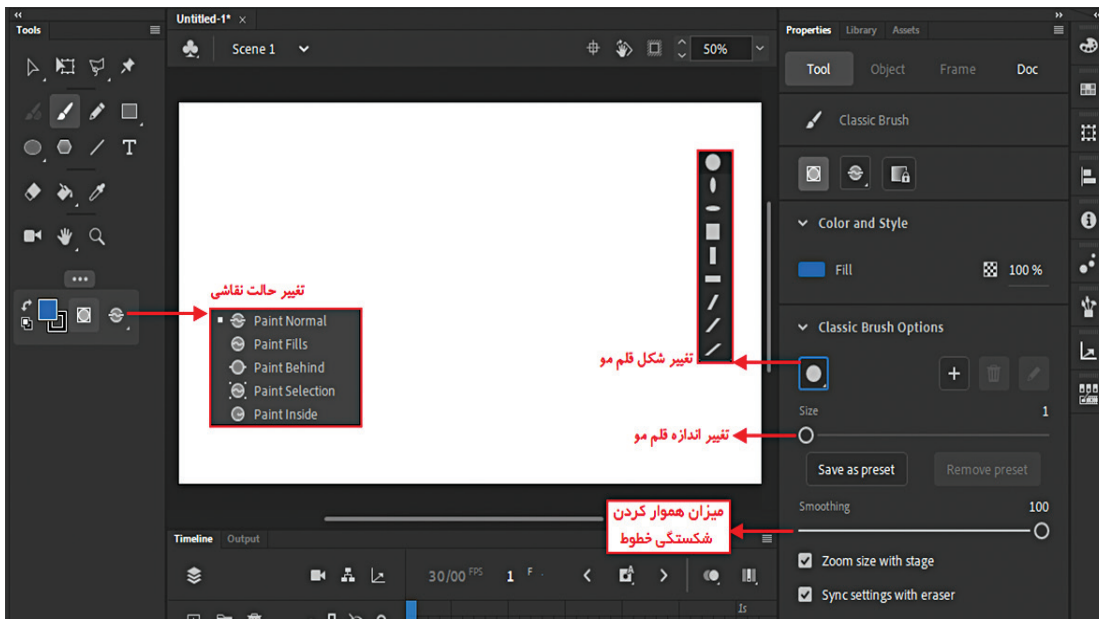 Tools
Untitled-1* ×
Scene 1
50%
Properties Library Assets
Tool Object Frame Doc
Classic Brush
Color and Style
Fill 100 %
Classic Brush Options
Size 1
Save as preset Remove preset
Smoothing 100
Zoom size with stage
Sync settings with eraser
T
تغییر حالت نقاشی
Paint Normal
Paint Fills
Paint Behind
Paint Selection
Paint Inside
تغییر شکل قلم مو
تغییر اندازه قلم مو
میزان هموار کردن
شکستگی خطوط
Timeline Output
30/00 FPS 1 F
1s